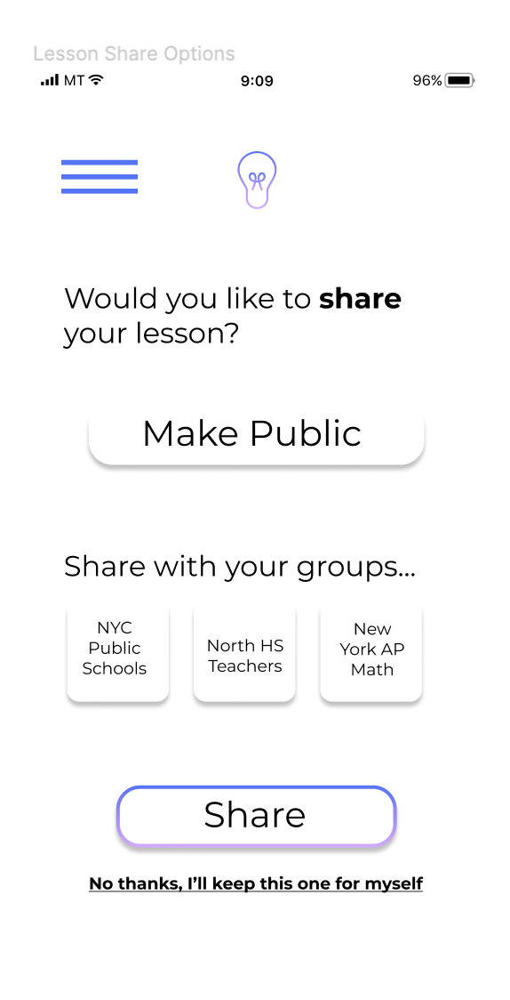 Lesson Share Options
MT 9:09 96%
Would you like to share
your lesson?
Make Public
Share with your groups...
NYC
Public
Schools
North HS
Teachers
New
York AP
Math
Share
No thanks, I’ll keep this one for myself